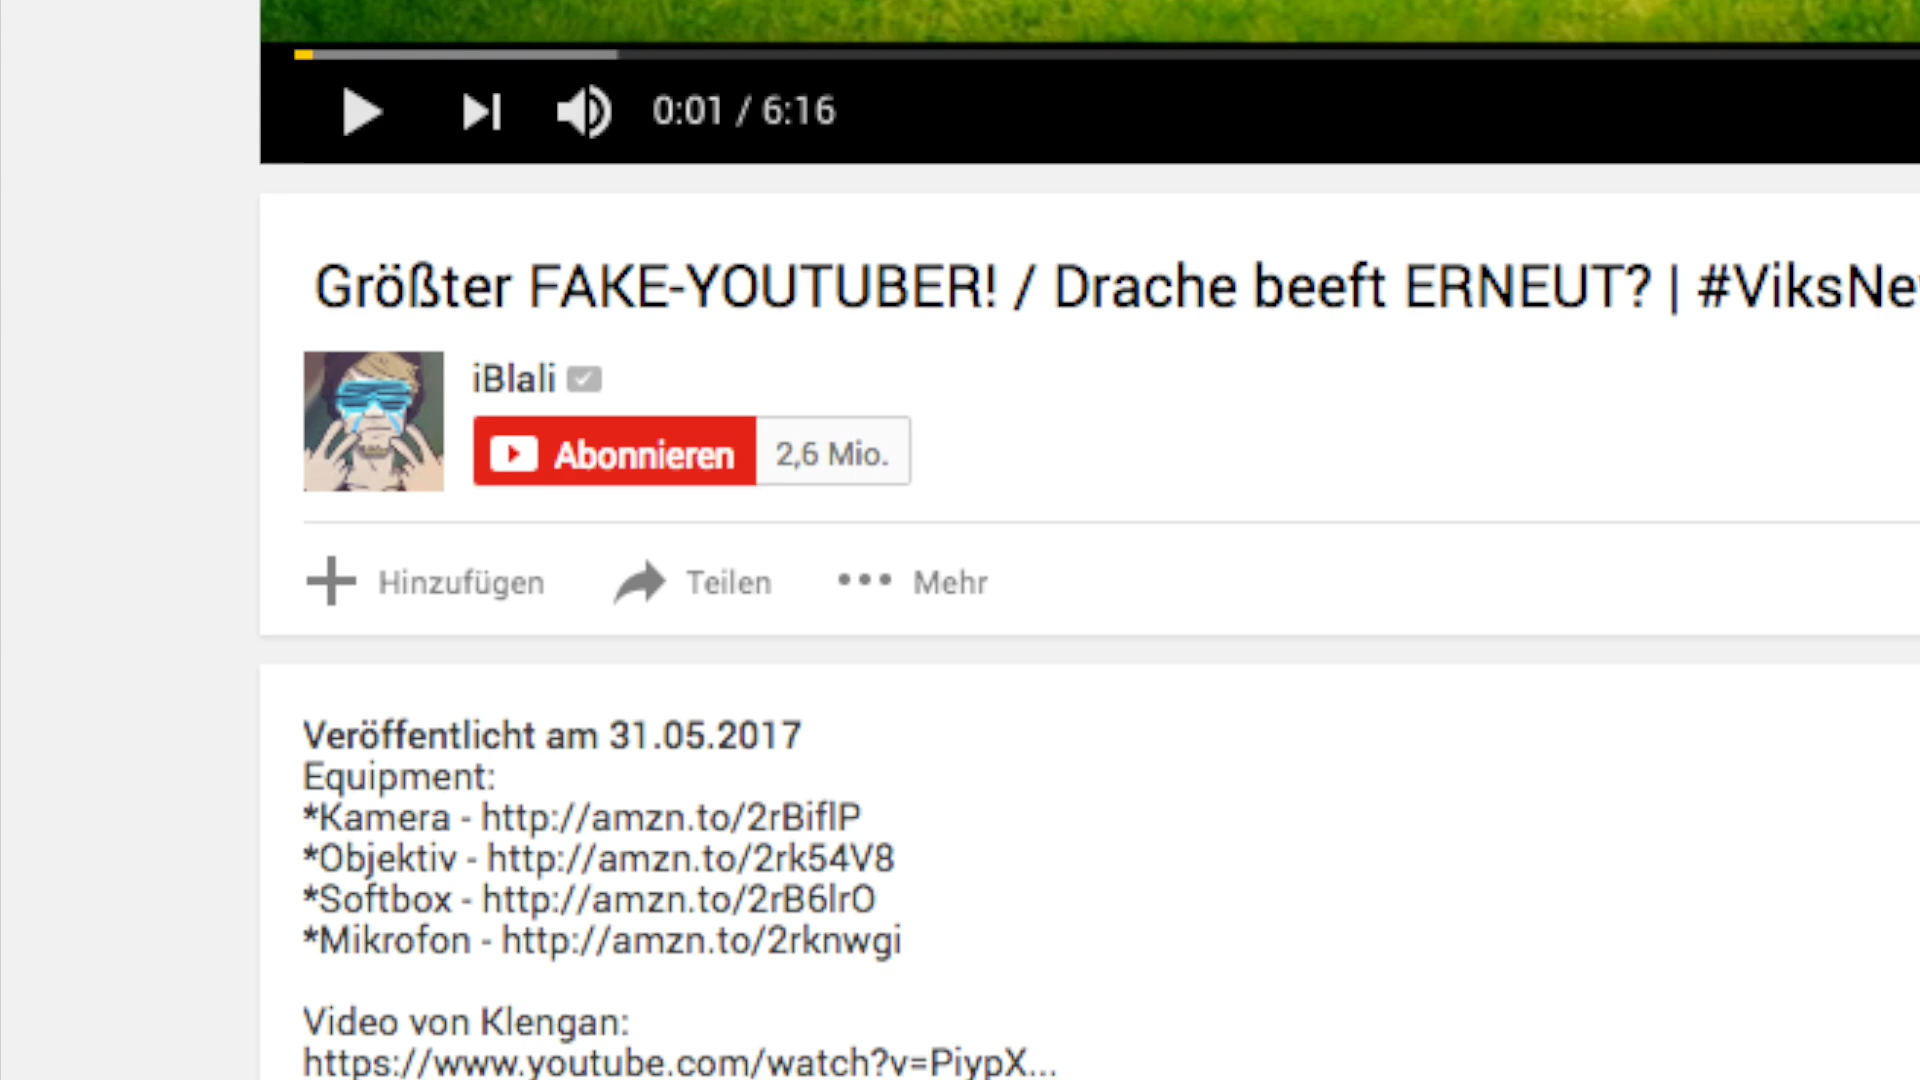 0:01 / 6:16
Größter FAKE-YOUTUBER! / Drache beeft ERNEUT? | #ViksNe
iBlali
Abonnieren 2,6 Mio.
Hinzufügen Teilen Mehr
Veröffentlicht am 31.05.2017
Equipment:
*Kamera - http://amzn.to/2rBiflP
*Objektiv - http://amzn.to/2rk54V8
*Softbox - http://amzn.to/2rB6lrO
*Mikrofon - http://amzn.to/2rknwgi
Video von Klengan:
https://www.youtube.com/watch?v=PiypX...